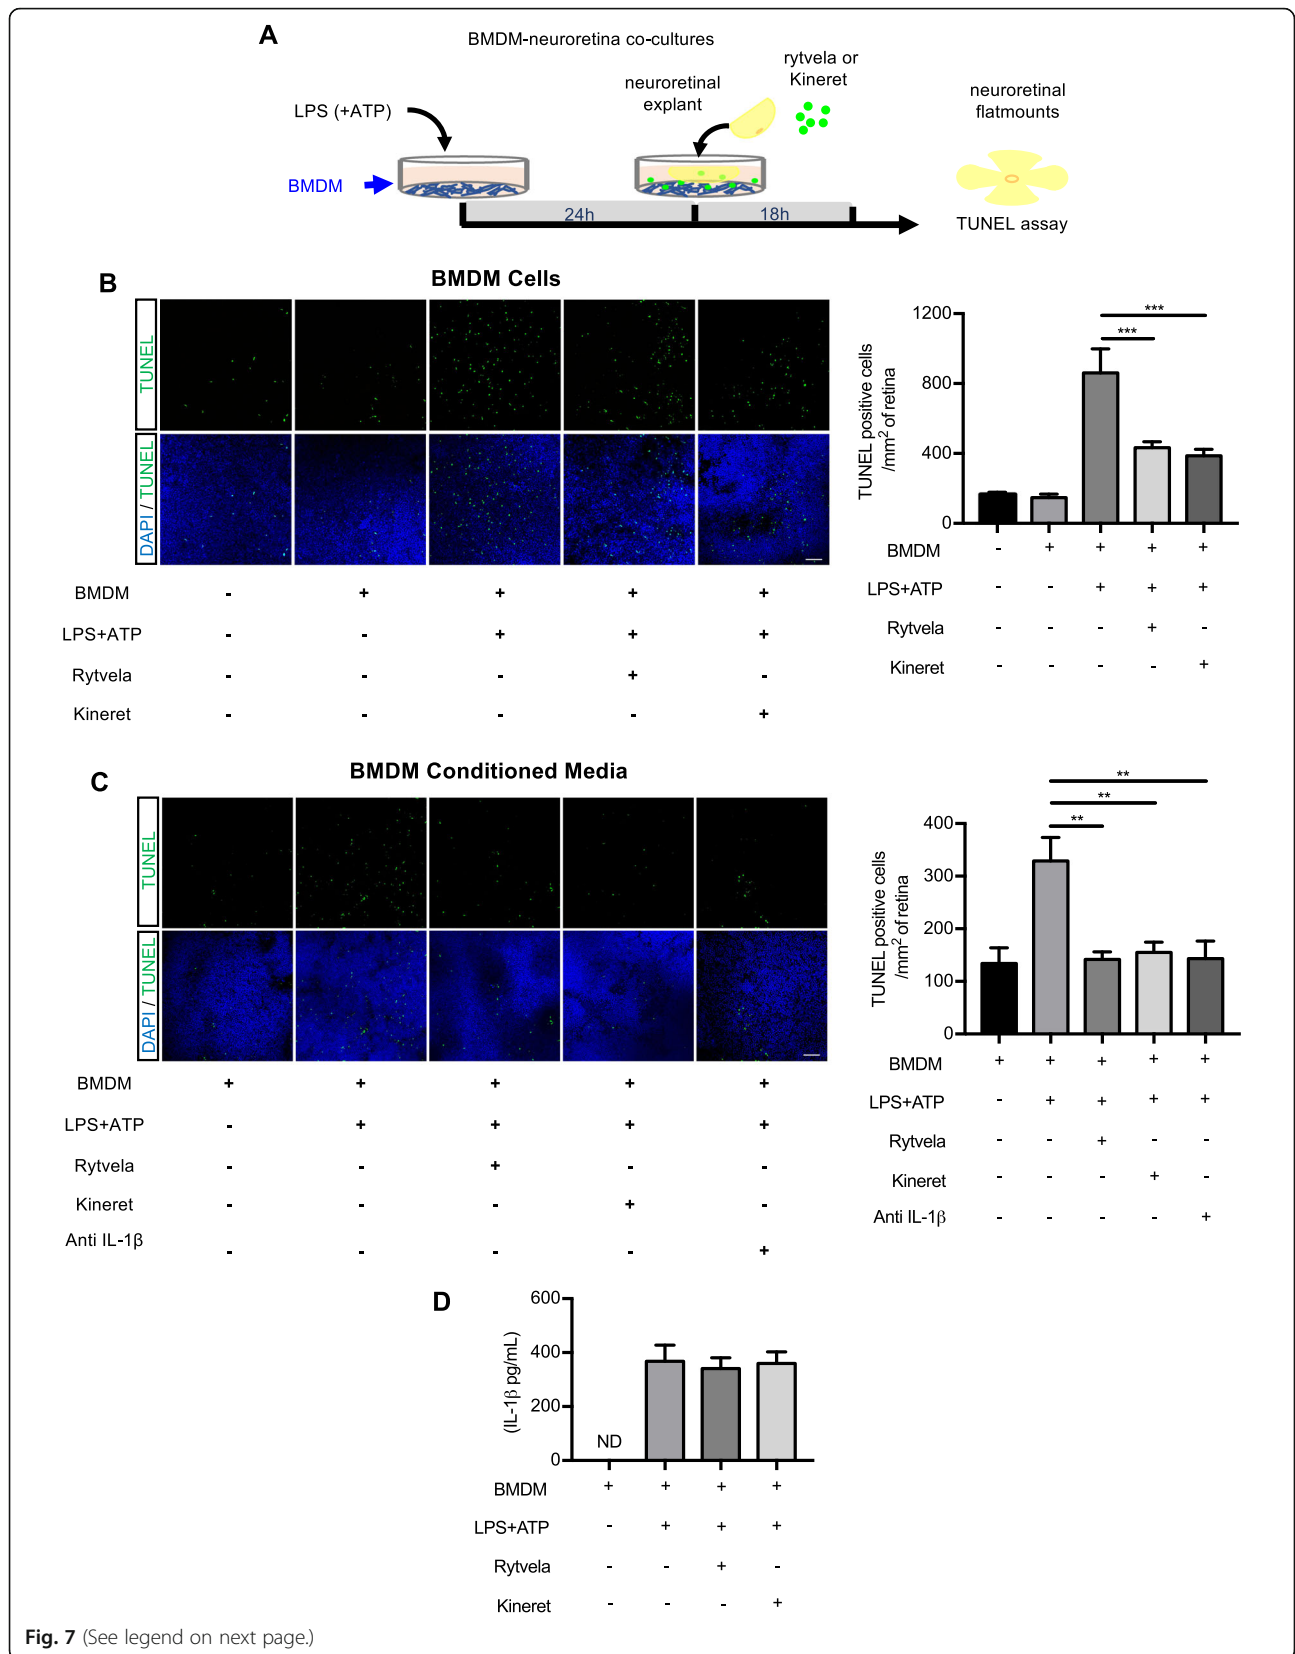 A
BMDM-neuroretina co-cultures
LPS (+ATP)
BMDM
neuroretinal
explant
rytvela or
Kineret
neuroretinal
flatmounts
24h
18h
TUNEL assay
B
BMDM Cells
TUNEL
DAPI / TUNEL
BMDM - + + + +
LPS+ATP - - + + +
Rytvela - - - + -
Kineret - - - - +
TUNEL positive cells
/mm² of retina
1200
800
400
0
***
***
BMDM - + + + +
LPS+ATP - - + + +
Rytvela - - - + -
Kineret - - - - +
C
BMDM Conditioned Media
TUNEL
DAPI / TUNEL
BMDM + + + + +
LPS+ATP - + + + +
Rytvela - - + - -
Kineret - - - + -
Anti IL-1β - - - - +
TUNEL positive cells
/mm² of retina
400
300
200
100
0
**
**
**
BMDM + + + + +
LPS+ATP - + + + +
Rytvela - - + - -
Kineret - - - + -
Anti IL-1β - - - - +
D
(IL-1β pg/mL)
600
400
200
0
ND
BMDM + + + +
LPS+ATP - + + +
Rytvela - - + -
Kineret - - - +
Fig. 7 (See legend on next page.)